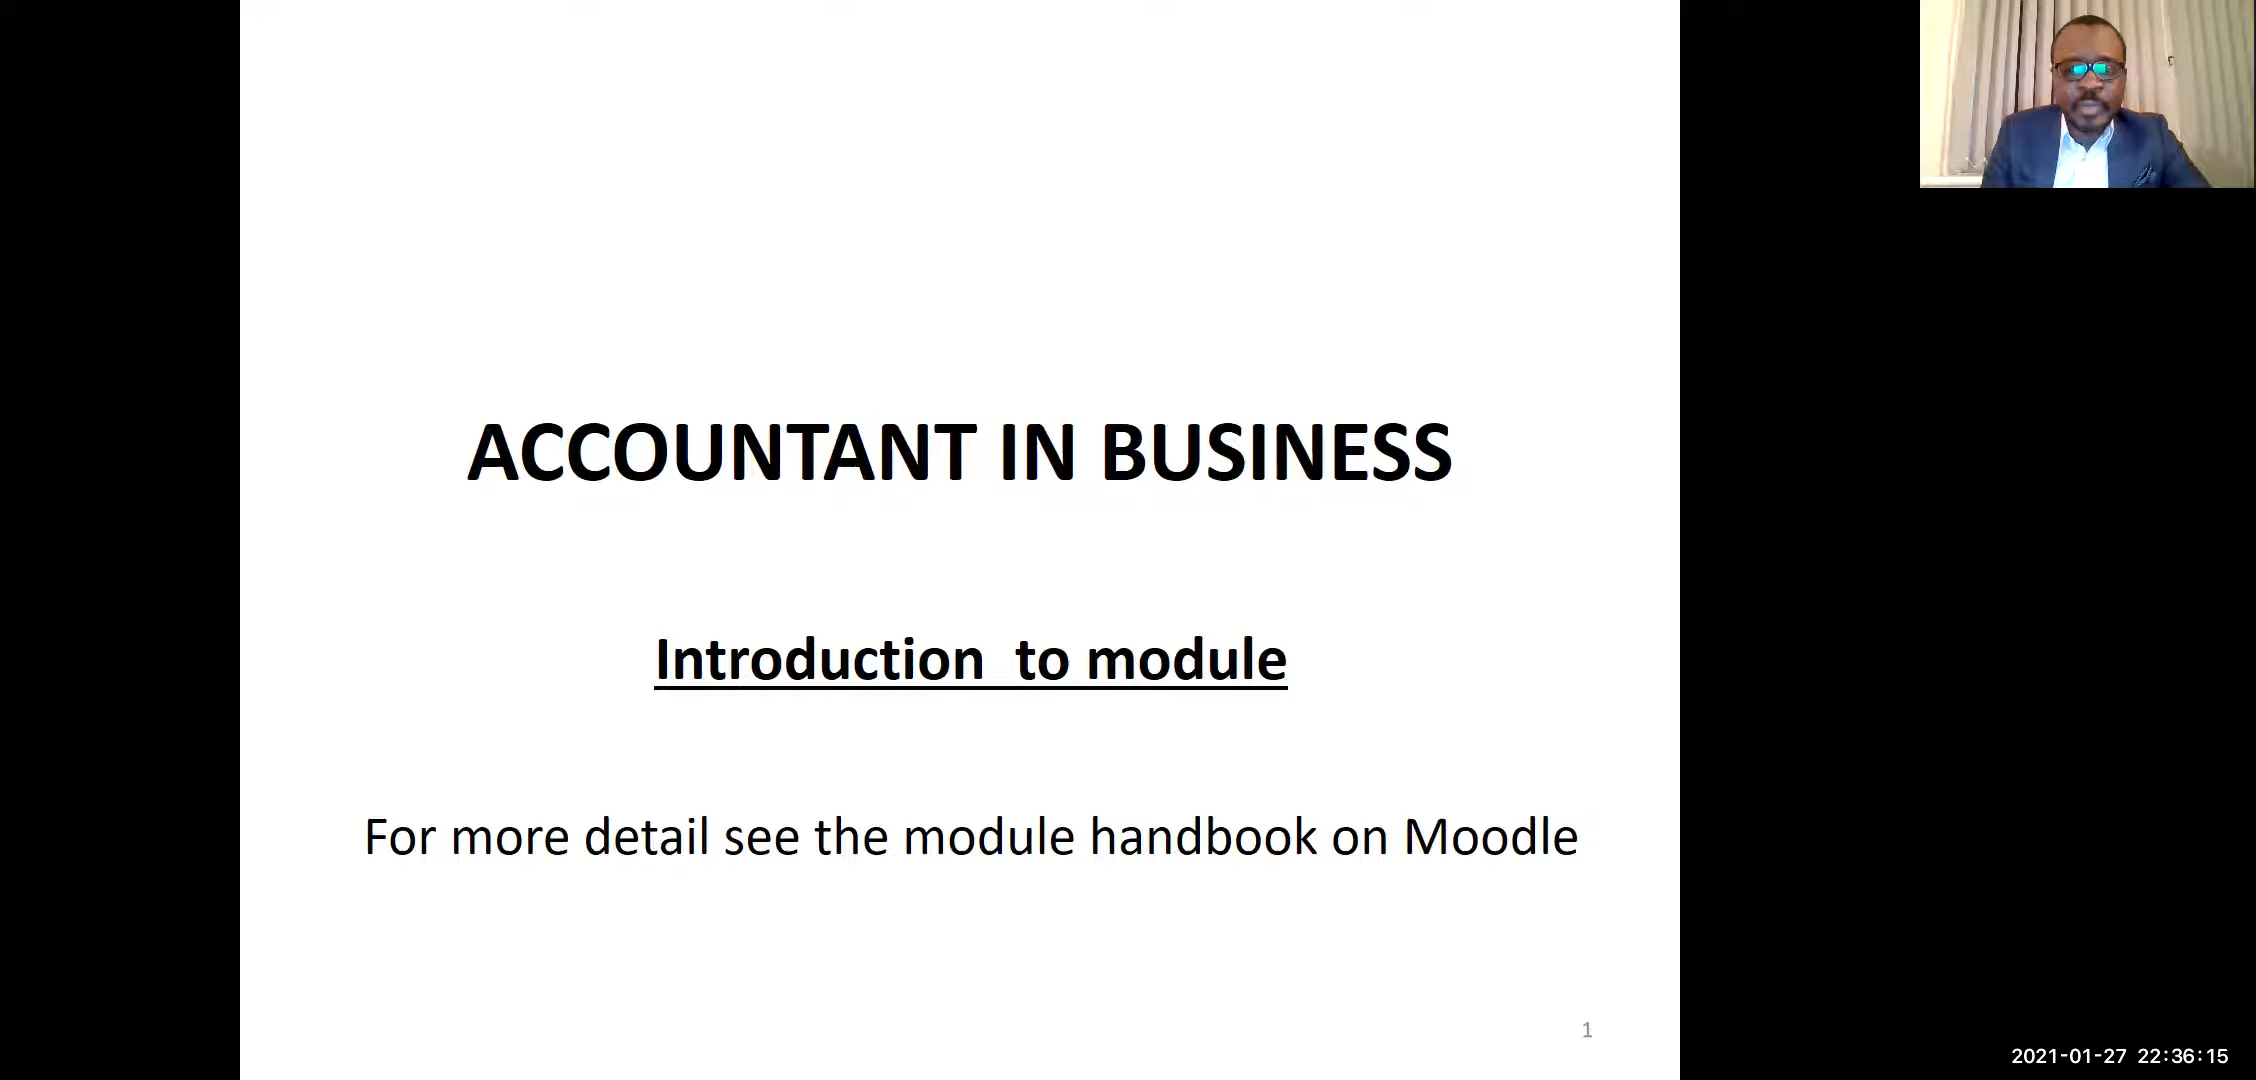 ACCOUNTANT IN BUSINESS
Introduction  to module
For more detail see the module handbook on Moodle
1
2021-01-27 22:36:15